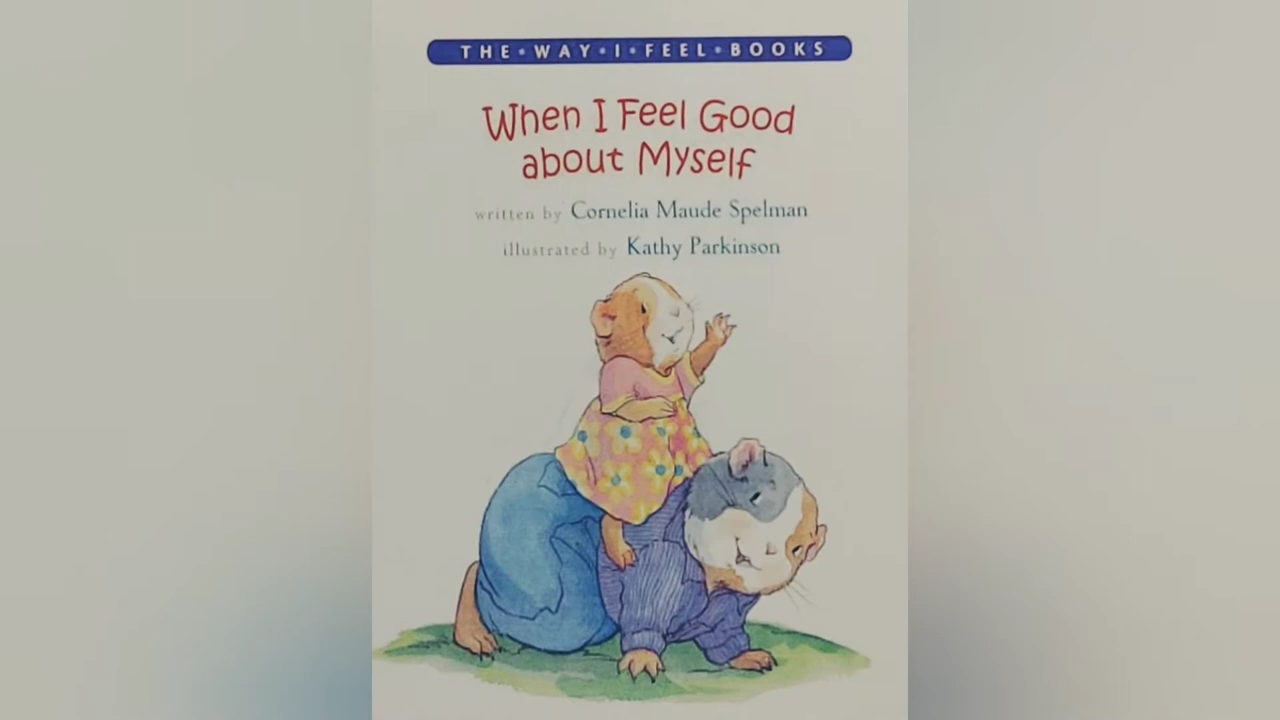 THE•WAY•I•FEEL•BOOKS
When I Feel Good
about Myself
written by Cornelia Maude Spelman
illustrated by Kathy Parkinson